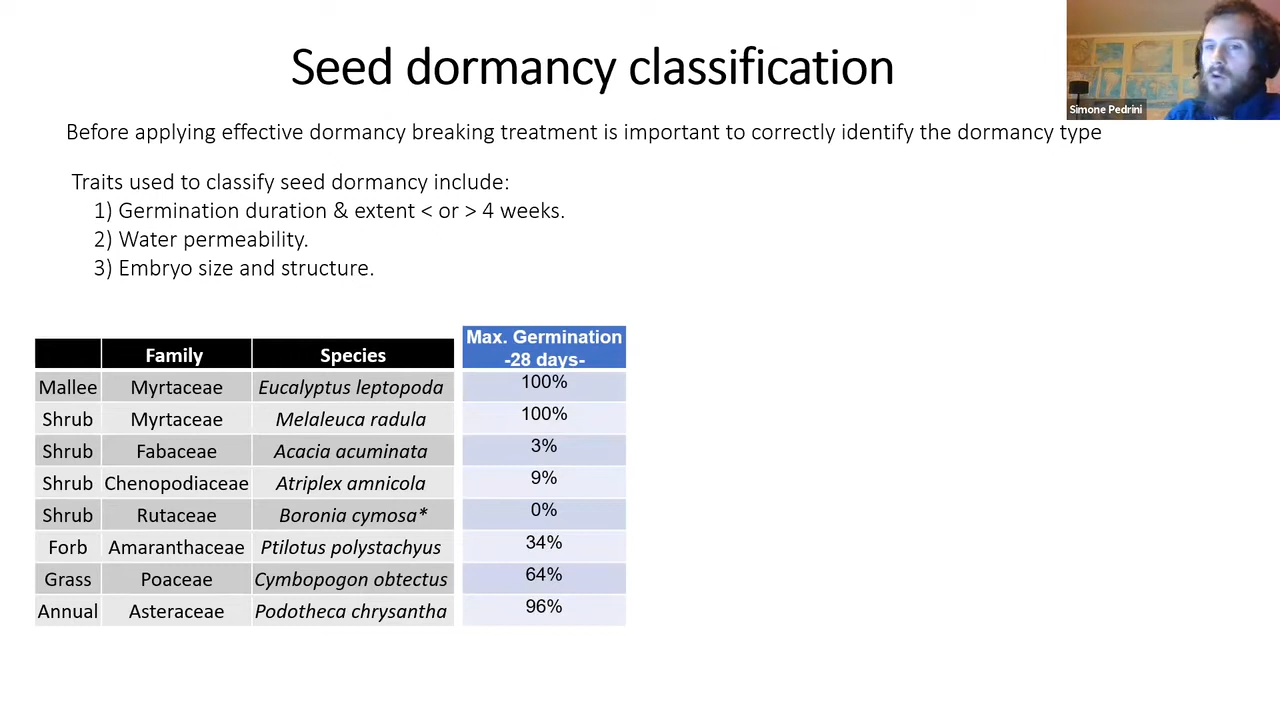 Seed dormancy classification
Simone Pedrini
Before applying effective dormancy breaking treatment is important to correctly identify the dormancy type
Traits used to classify seed dormancy include:
1) Germination duration & extent < or > 4 weeks.
2) Water permeability.
3) Embryo size and structure.
Family Species Max. Germination
-28 days-
Mallee Myrtaceae Eucalyptus leptopoda 100%
Shrub Myrtaceae Melaleuca radula 100%
Shrub Fabaceae Acacia acuminata 3%
Shrub Chenopodiaceae Atriplex amnicola 9%
Shrub Rutaceae Boronia cymosa* 0%
Forb Amaranthaceae Ptilotus polystachyus 34%
Grass Poaceae Cymbopogon obtectus 64%
Annual Asteraceae Podotheca chrysantha 96%